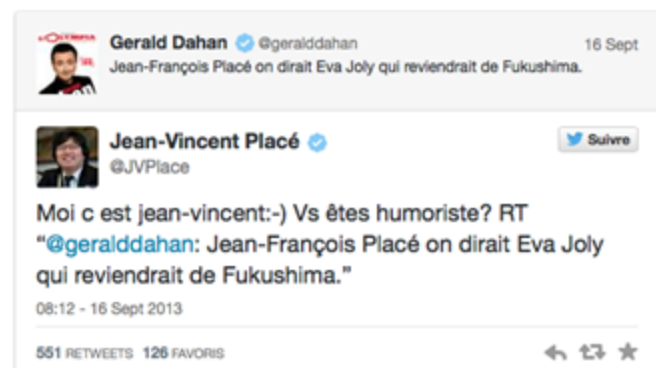 Gerald Dahan @geralddahan 16 Sept
Jean-François Placé on dirait Eva Joly qui reviendrait de Fukushima.
Jean-Vincent Placé Suivre
@JVPlace
Moi c est jean-vincent:-) Vs êtes humoriste? RT
“@geralddahan: Jean-François Placé on dirait Eva Joly
qui reviendrait de Fukushima.”
08:12 - 16 Sept 2013
551 RETWEETS 126 FAVORIS